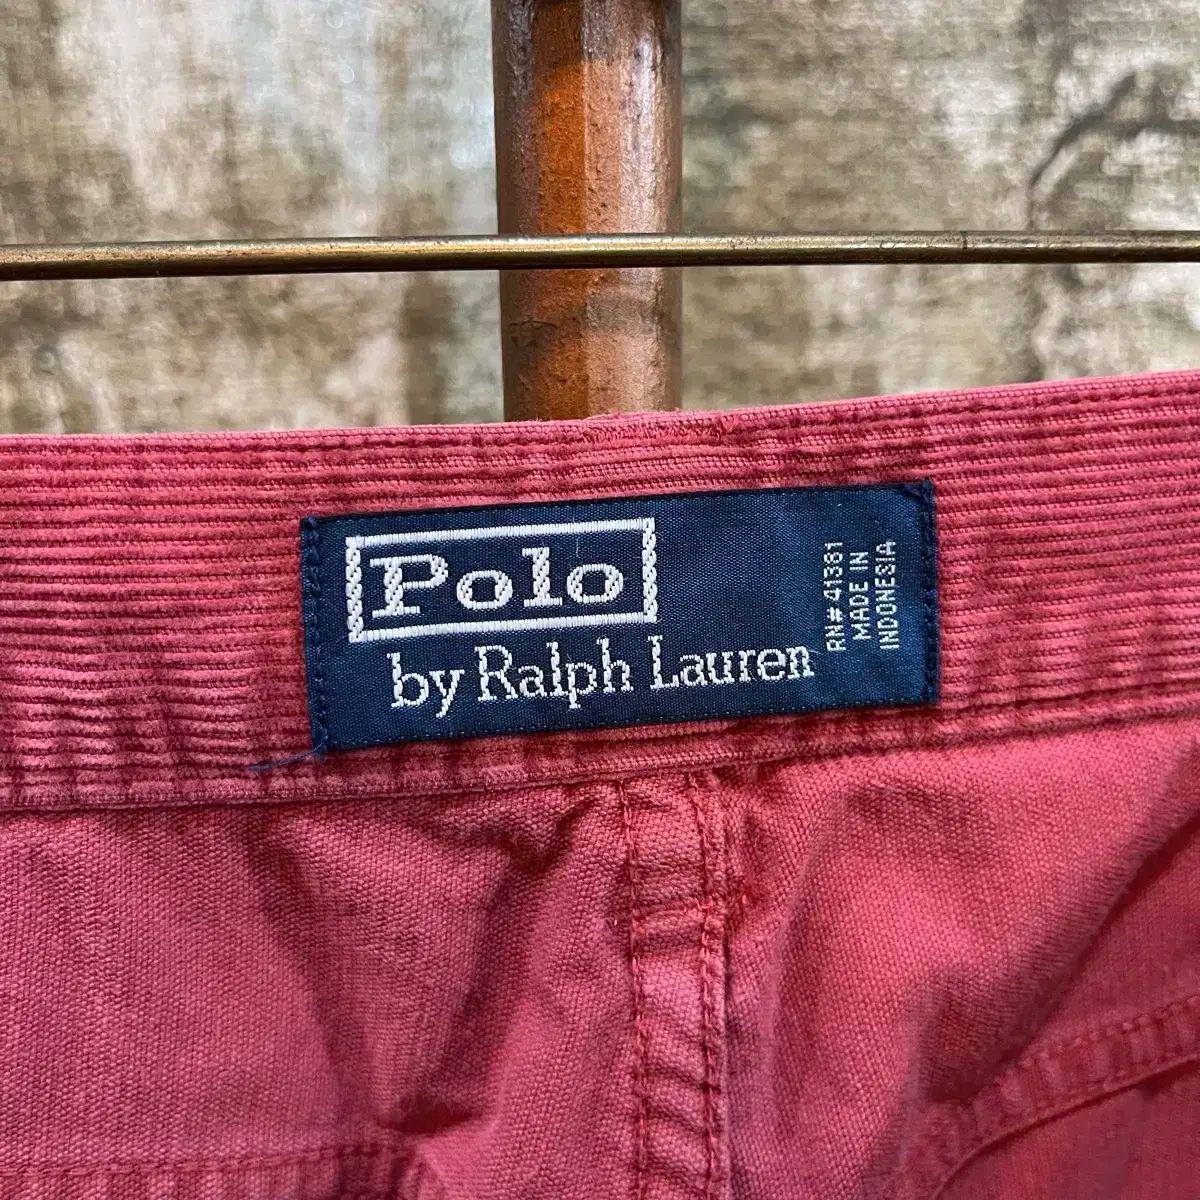 Polo
by Ralph Lauren
RN# 41381
MADE IN
INDONESIA